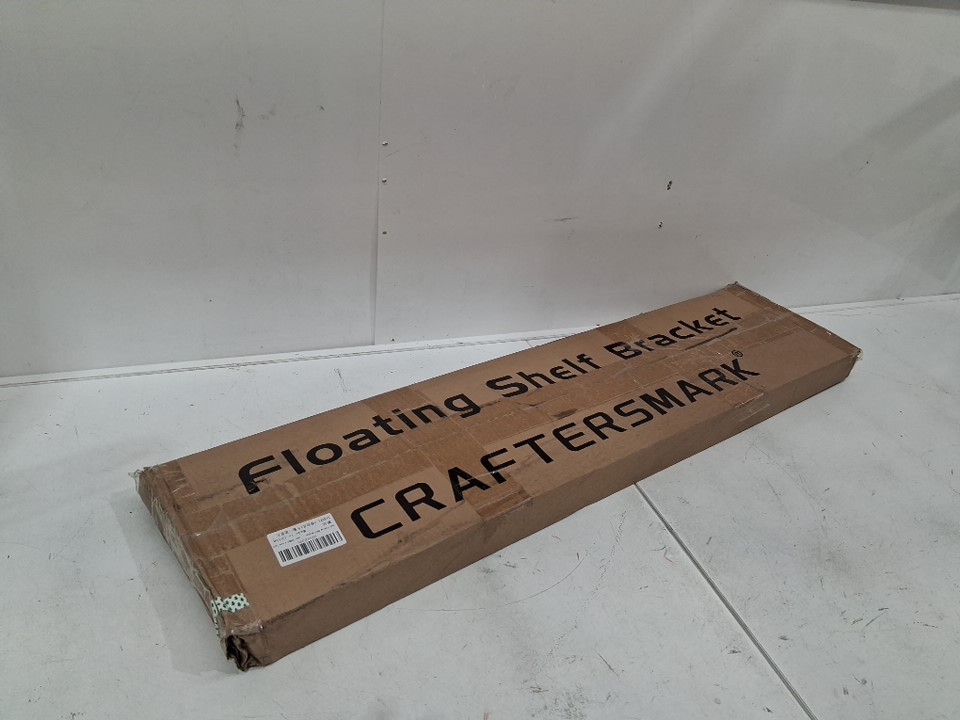 Floating Shelf Bracket
CRAFTERSMARK®